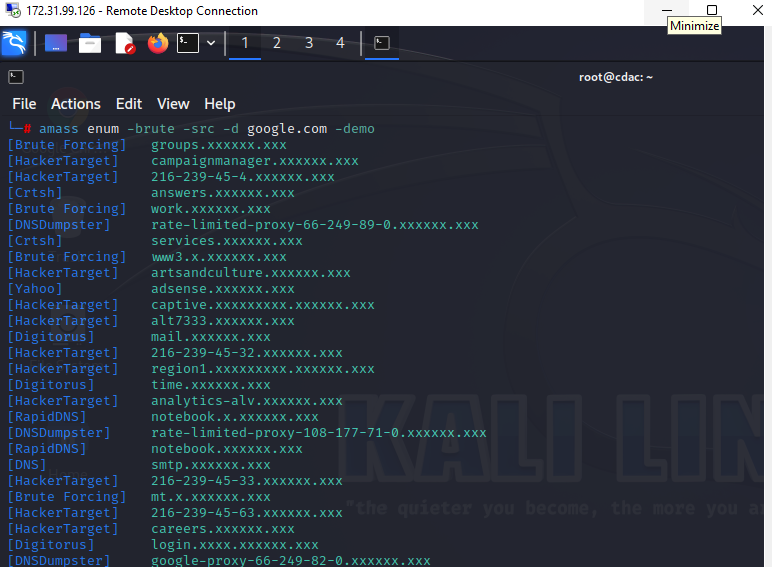 172.31.99.126 - Remote Desktop Connection
Minimize
1 2 3 4
root@cdac: ~
File Actions Edit View Help
└─# amass enum -brute -src -d google.com -demo
[Brute Forcing] groups.xxxxxx.xxx
[HackerTarget] campaignmanager.xxxxxx.xxx
[HackerTarget] 216-239-45-4.xxxxxx.xxx
[Crtsh] answers.xxxxxx.xxx
[Brute Forcing] work.xxxxxx.xxx
[DNSDumpster] rate-limited-proxy-66-249-89-0.xxxxxx.xxx
[Crtsh] services.xxxxxx.xxx
[Brute Forcing] www3.x.xxxxxx.xxx
[HackerTarget] artsandculture.xxxxxx.xxx
[Yahoo] adsense.xxxxxx.xxx
[HackerTarget] captive.xxxxxxxxx.xxxxxx.xxx
[HackerTarget] alt7333.xxxxxx.xxx
[Digitorus] mail.xxxxxx.xxx
[HackerTarget] 216-239-45-32.xxxxxx.xxx
[HackerTarget] region1.xxxxxxxxx.xxxxxx.xxx
[Digitorus] time.xxxxxx.xxx
[HackerTarget] analytics-alv.xxxxxx.xxx
[RapidDNS] notebook.x.xxxxxx.xxx
[DNSDumpster] rate-limited-proxy-108-177-71-0.xxxxxx.xxx
[RapidDNS] notebook.xxxxxx.xxx
[DNS] smtp.xxxxxx.xxx
[HackerTarget] 216-239-45-33.xxxxxx.xxx
[Brute Forcing] mt.x.xxxxxx.xxx
[HackerTarget] 216-239-45-63.xxxxxx.xxx
[HackerTarget] careers.xxxxxx.xxx
[Digitorus] login.xxxx.xxxxxx.xxx
[DNSDumpster] google-proxy-66-249-82-0.xxxxxx.xxx
KALI LIN
"the quieter you become, the more you a